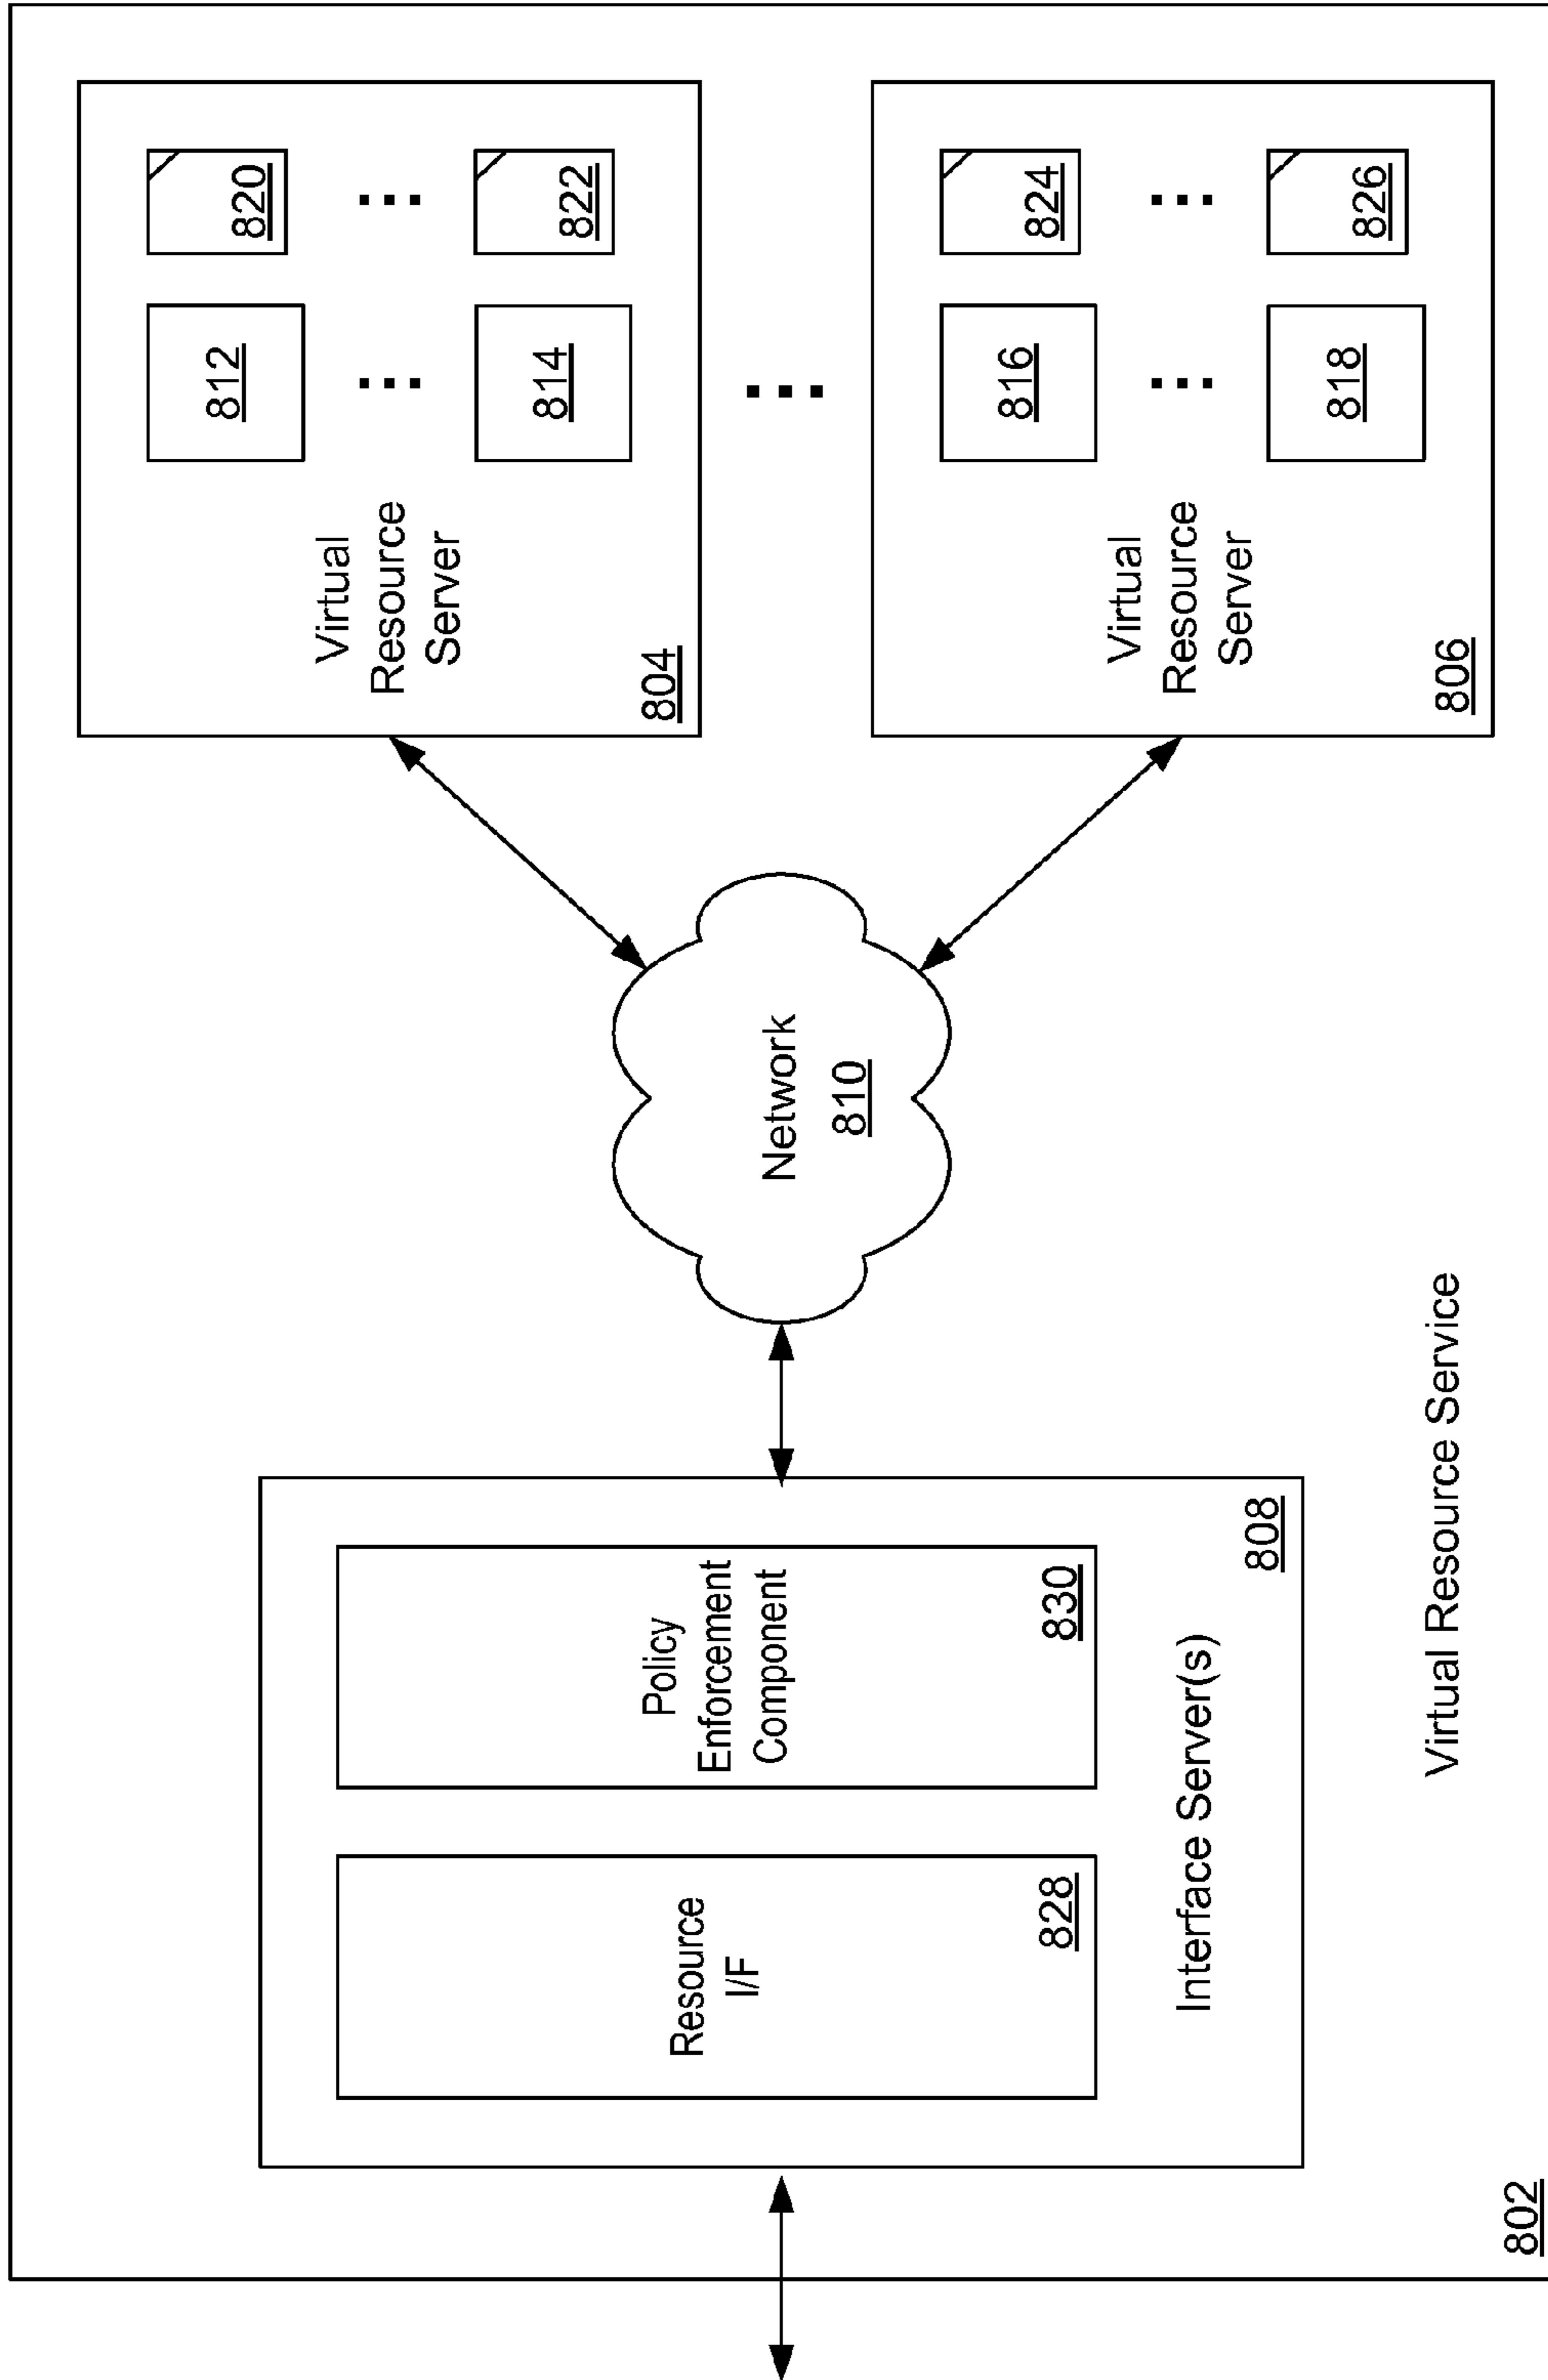 Resource
I/F
828
Policy
Enforcement
Component
830
Interface Server(s)
808
Network
810
Virtual
Resource
Server
804
812
814
820
822
Virtual
Resource
Server
806
816
818
824
826
Virtual Resource Service
802